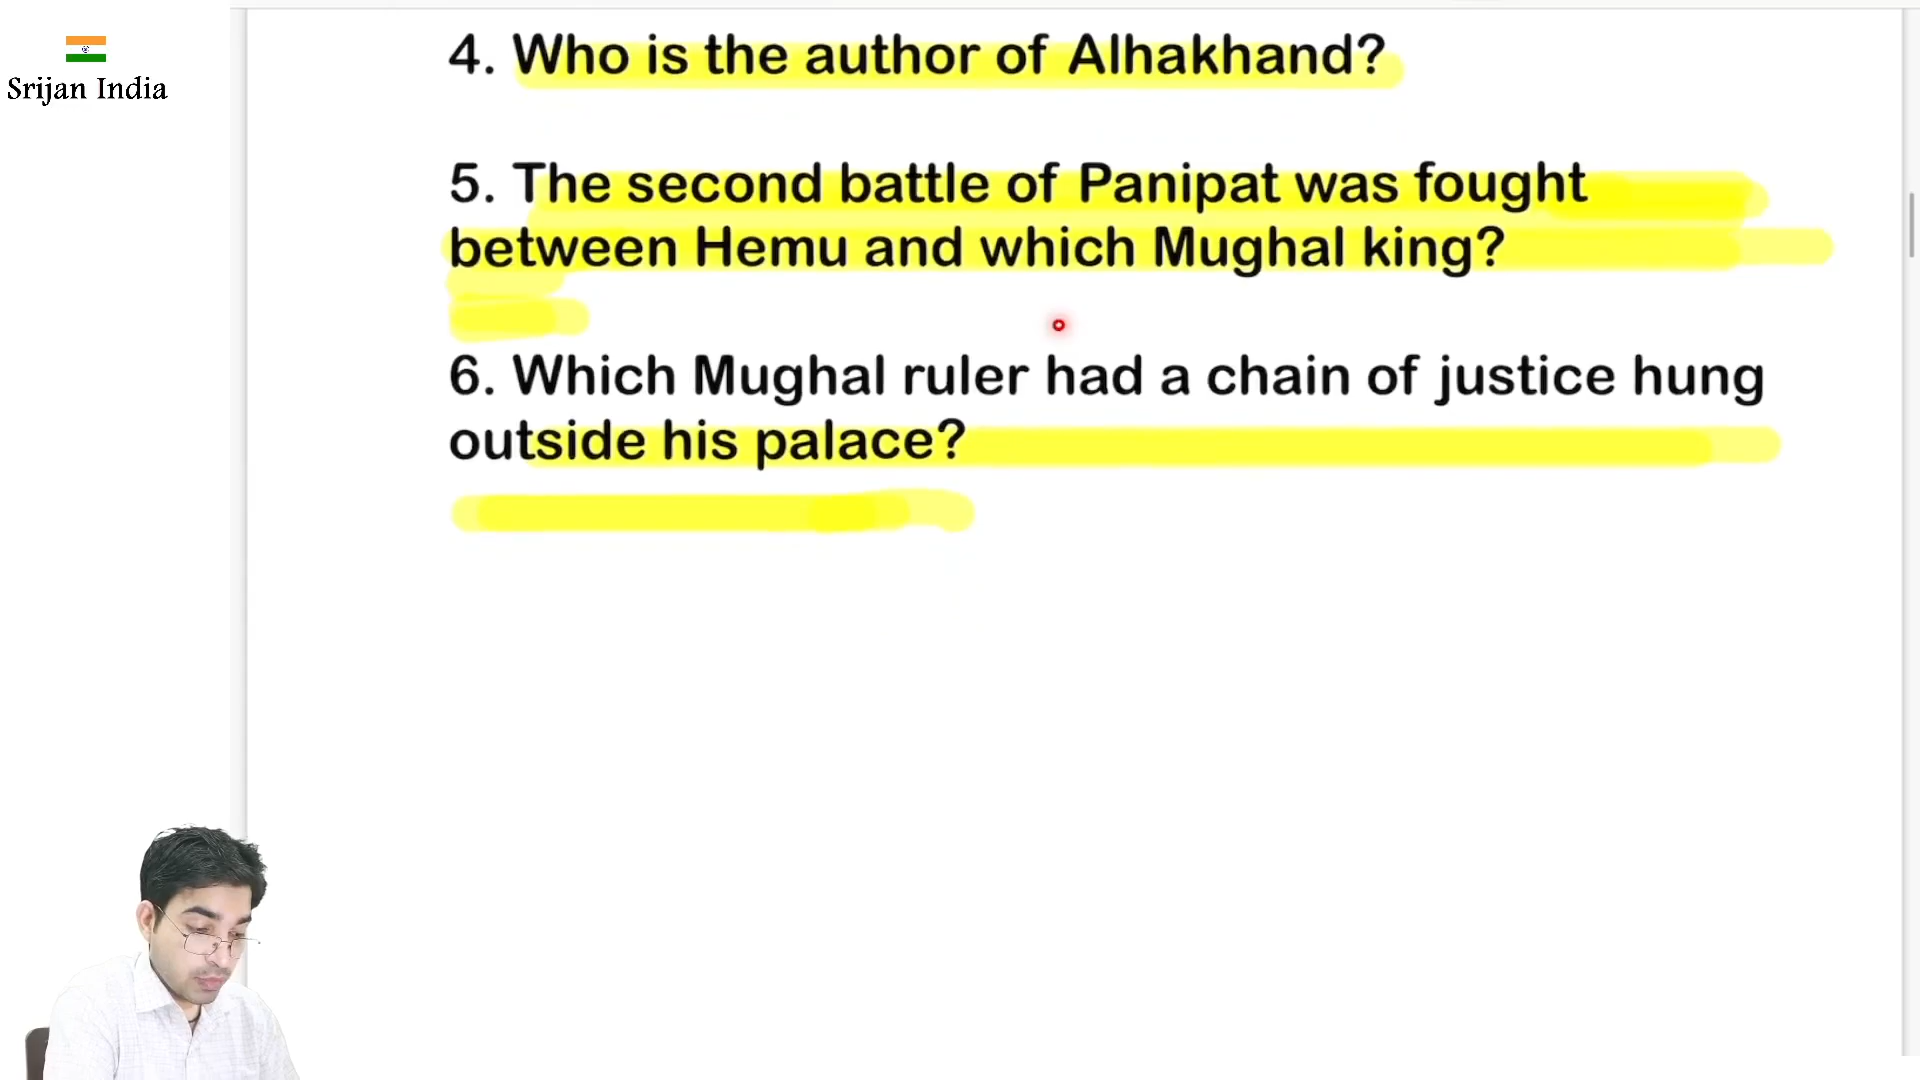 Srijan India
4. Who is the author of Alhakhand?
5. The second battle of Panipat was fought
between Hemu and which Mughal king?
6. Which Mughal ruler had a chain of justice hung
outside his palace?